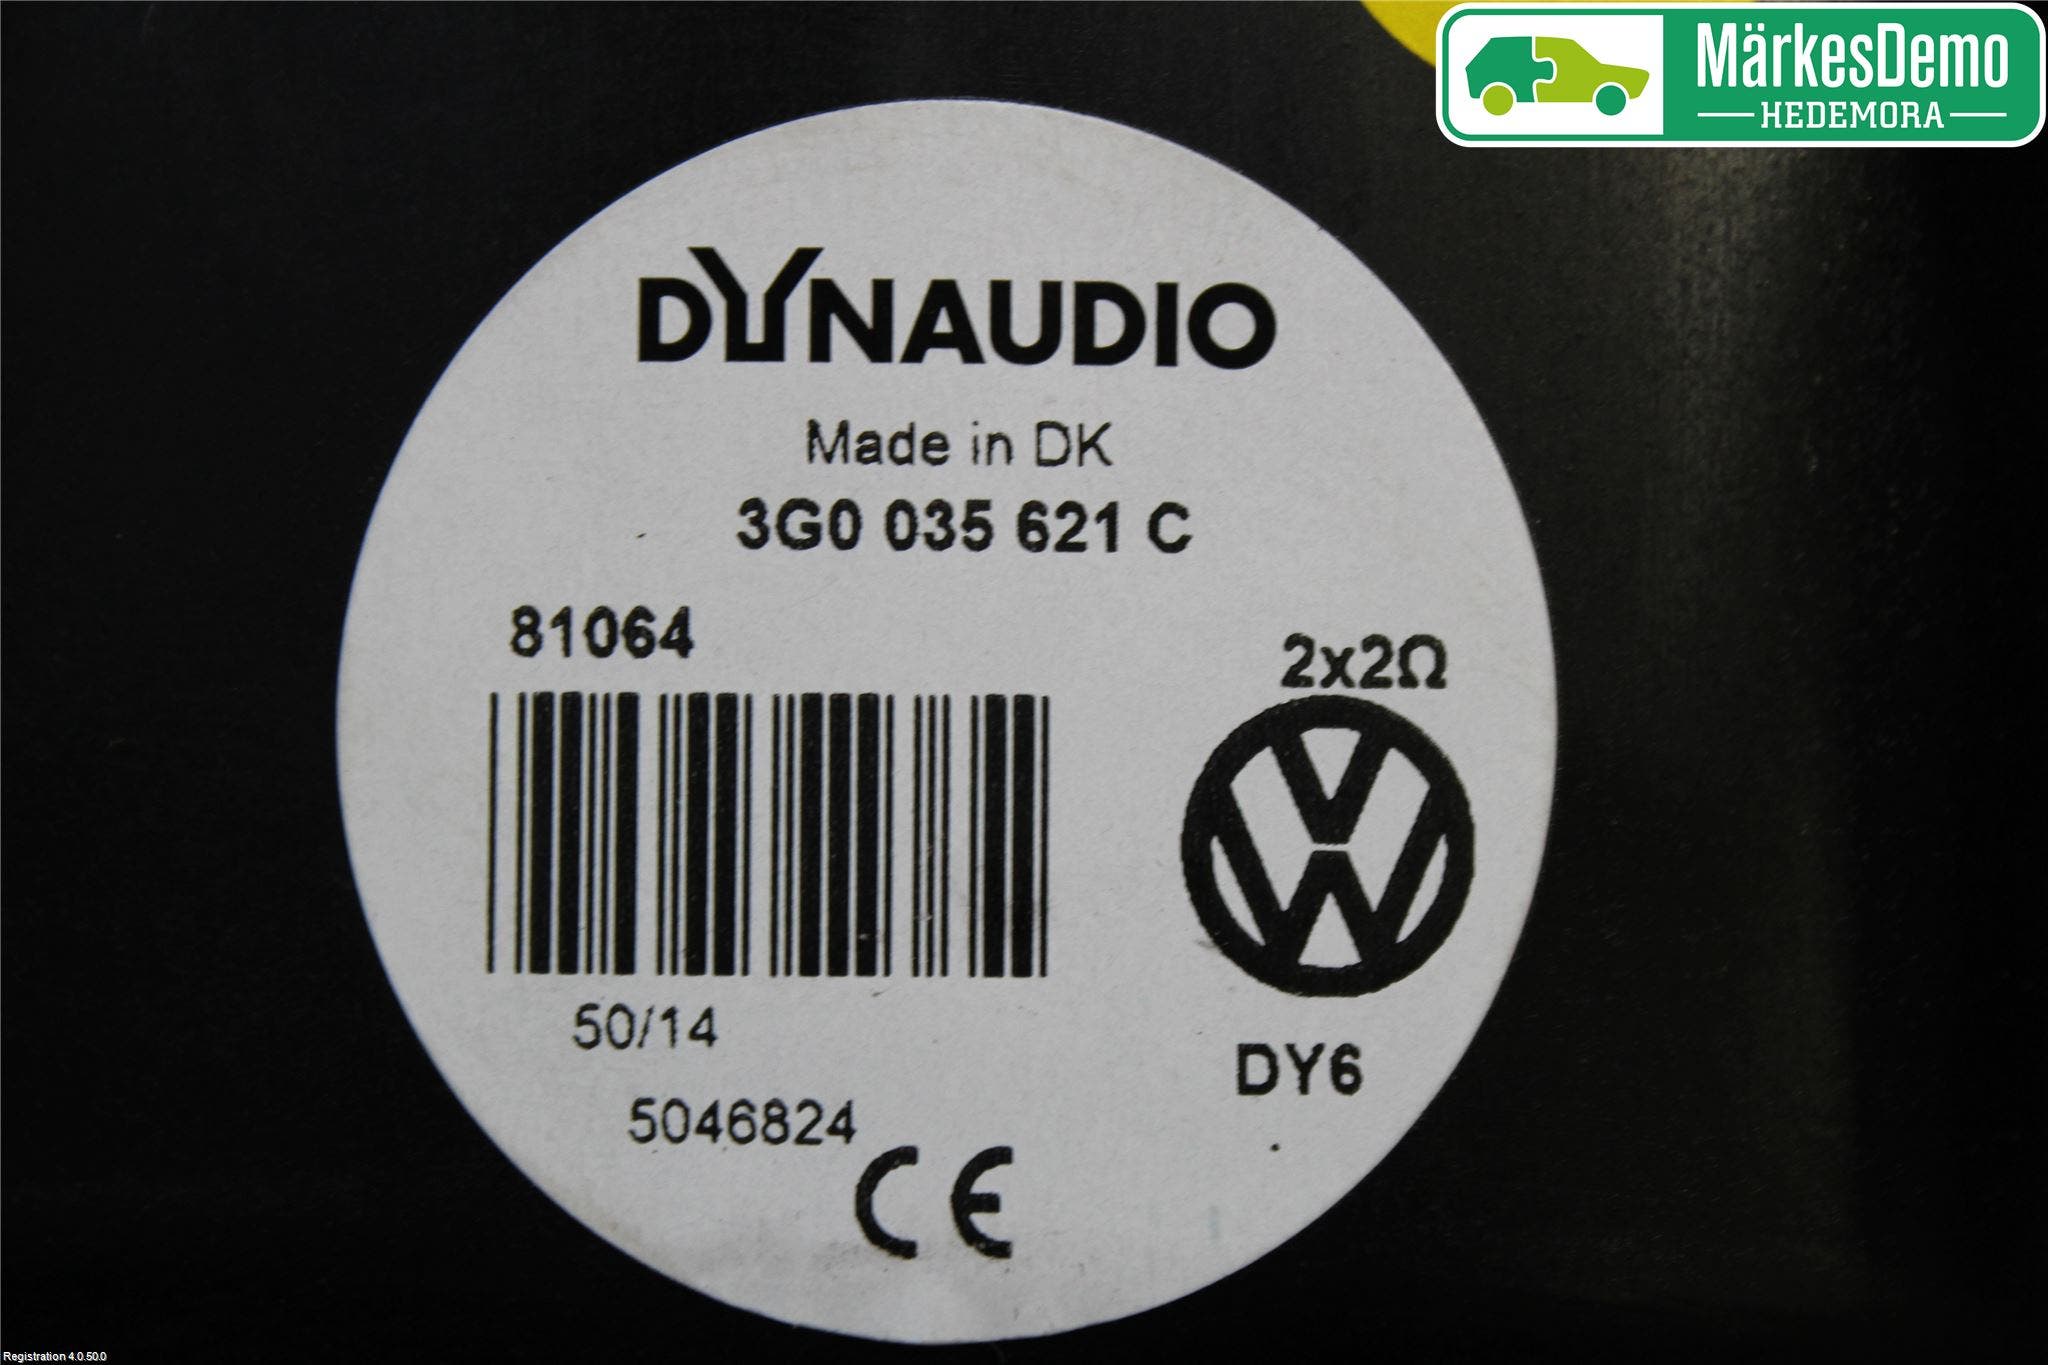 MärkesDemo
HEDEMORA
DYNAUDIO
Made in DK
3G0 035 621 C
81064
2x2Ω
50/14
DY6
5046824
CE
Registration 4.0.50.0